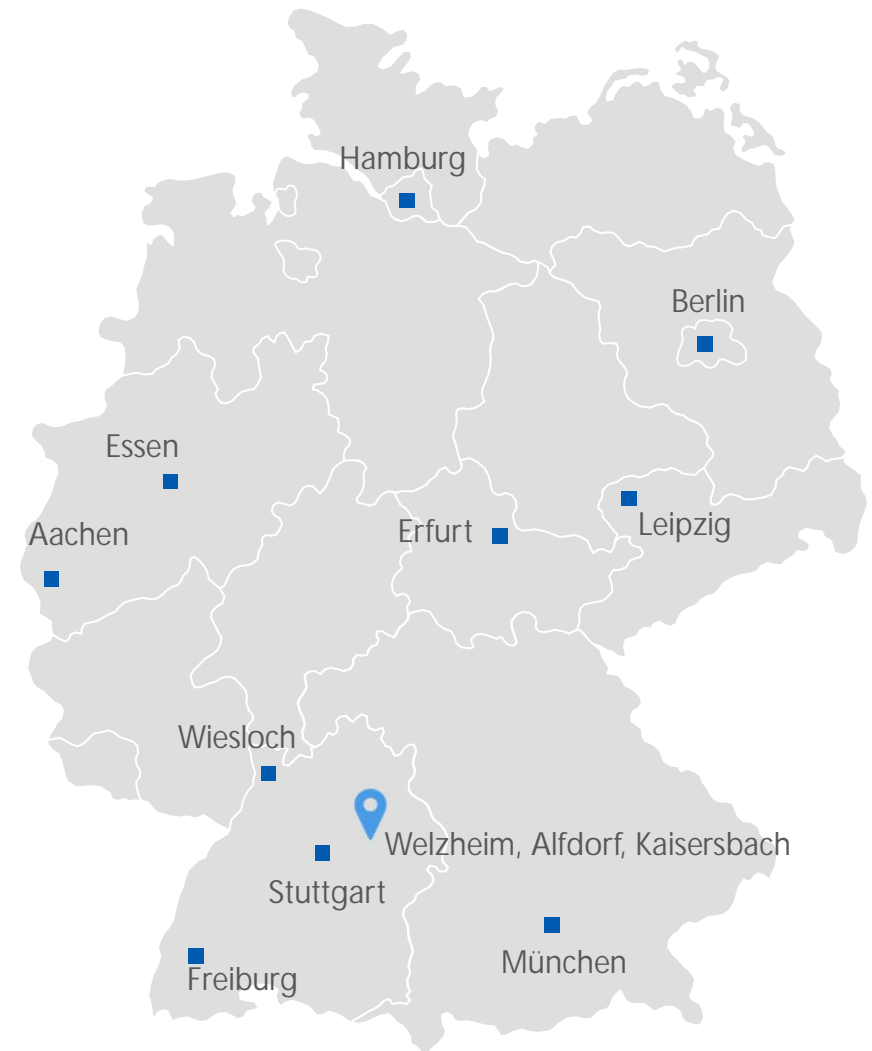 Hamburg
Berlin
Essen
Leipzig
Erfurt
Aachen
Wiesloch
Welzheim, Alfdorf, Kaisersbach
Stuttgart
München
Freiburg